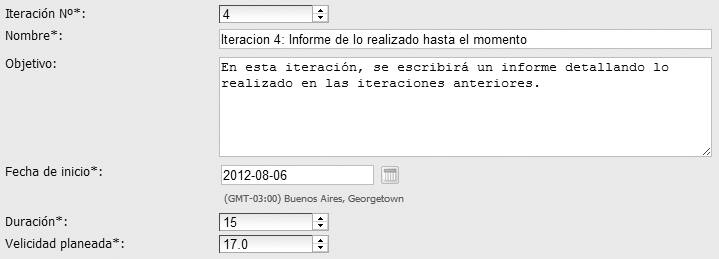 Iteración Nº*: 4
Nombre*: Iteracion 4: Informe de lo realizado hasta el momento
Objetivo: En esta iteración, se escribirá un informe detallando lo
realizado en las iteraciones anteriores.
Fecha de inicio*: 2012-08-06
(GMT-03:00) Buenos Aires, Georgetown
Duración*: 15
Velicidad planeada*: 17.0